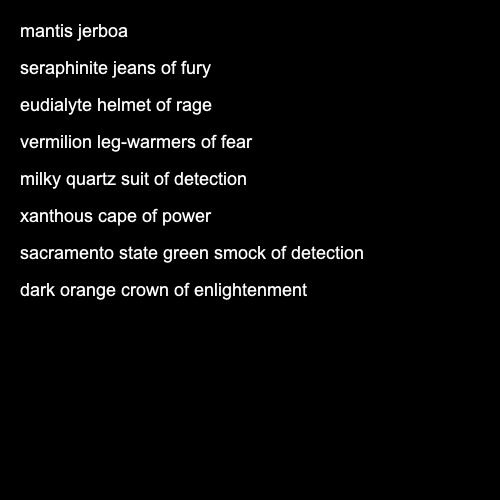 mantis jerboa
seraphinite jeans of fury
eudialyte helmet of rage
vermilion leg-warmers of fear
milky quartz suit of detection
xanthous cape of power
sacramento state green smock of detection
dark orange crown of enlightenment